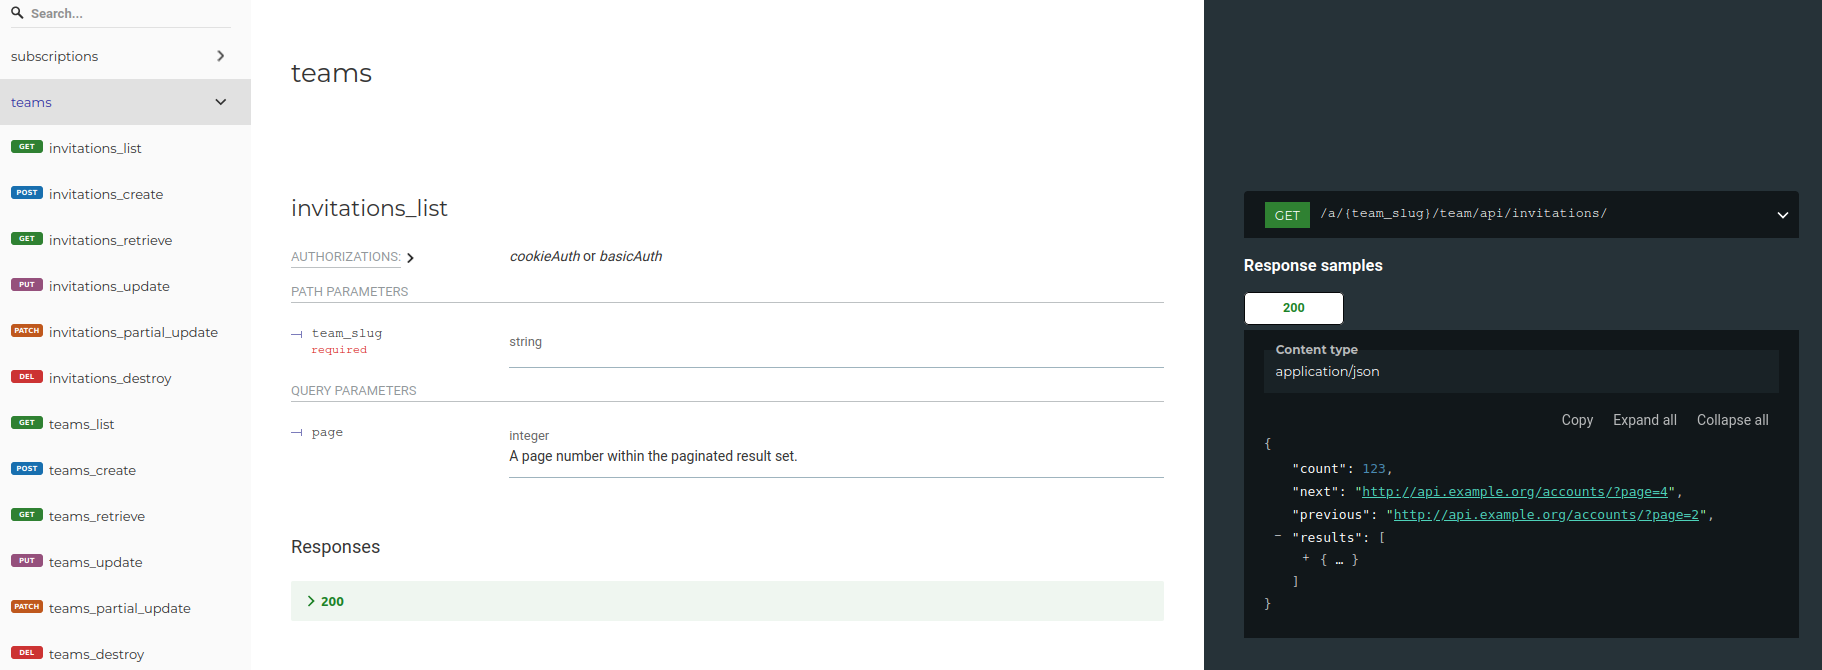 Search...
subscriptions
teams
GET invitations_list
POST invitations_create
GET invitations_retrieve
PUT invitations_update
PATCH invitations_partial_update
DEL invitations_destroy
GET teams_list
POST teams_create
GET teams_retrieve
PUT teams_update
PATCH teams_partial_update
DEL teams_destroy
teams
invitations_list
AUTHORIZATIONS: cookieAuth or basicAuth
PATH PARAMETERS
team_slug
required
string
QUERY PARAMETERS
page
integer
A page number within the paginated result set.
Responses
200
GET /a/{team_slug}/team/api/invitations/
Response samples
200
Content type
application/json
Copy Expand all Collapse all
{
"count": 123,
"next": "http://api.example.org/accounts/?page=4",
"previous": "http://api.example.org/accounts/?page=2",
- "results": [
+ { … }
]
}